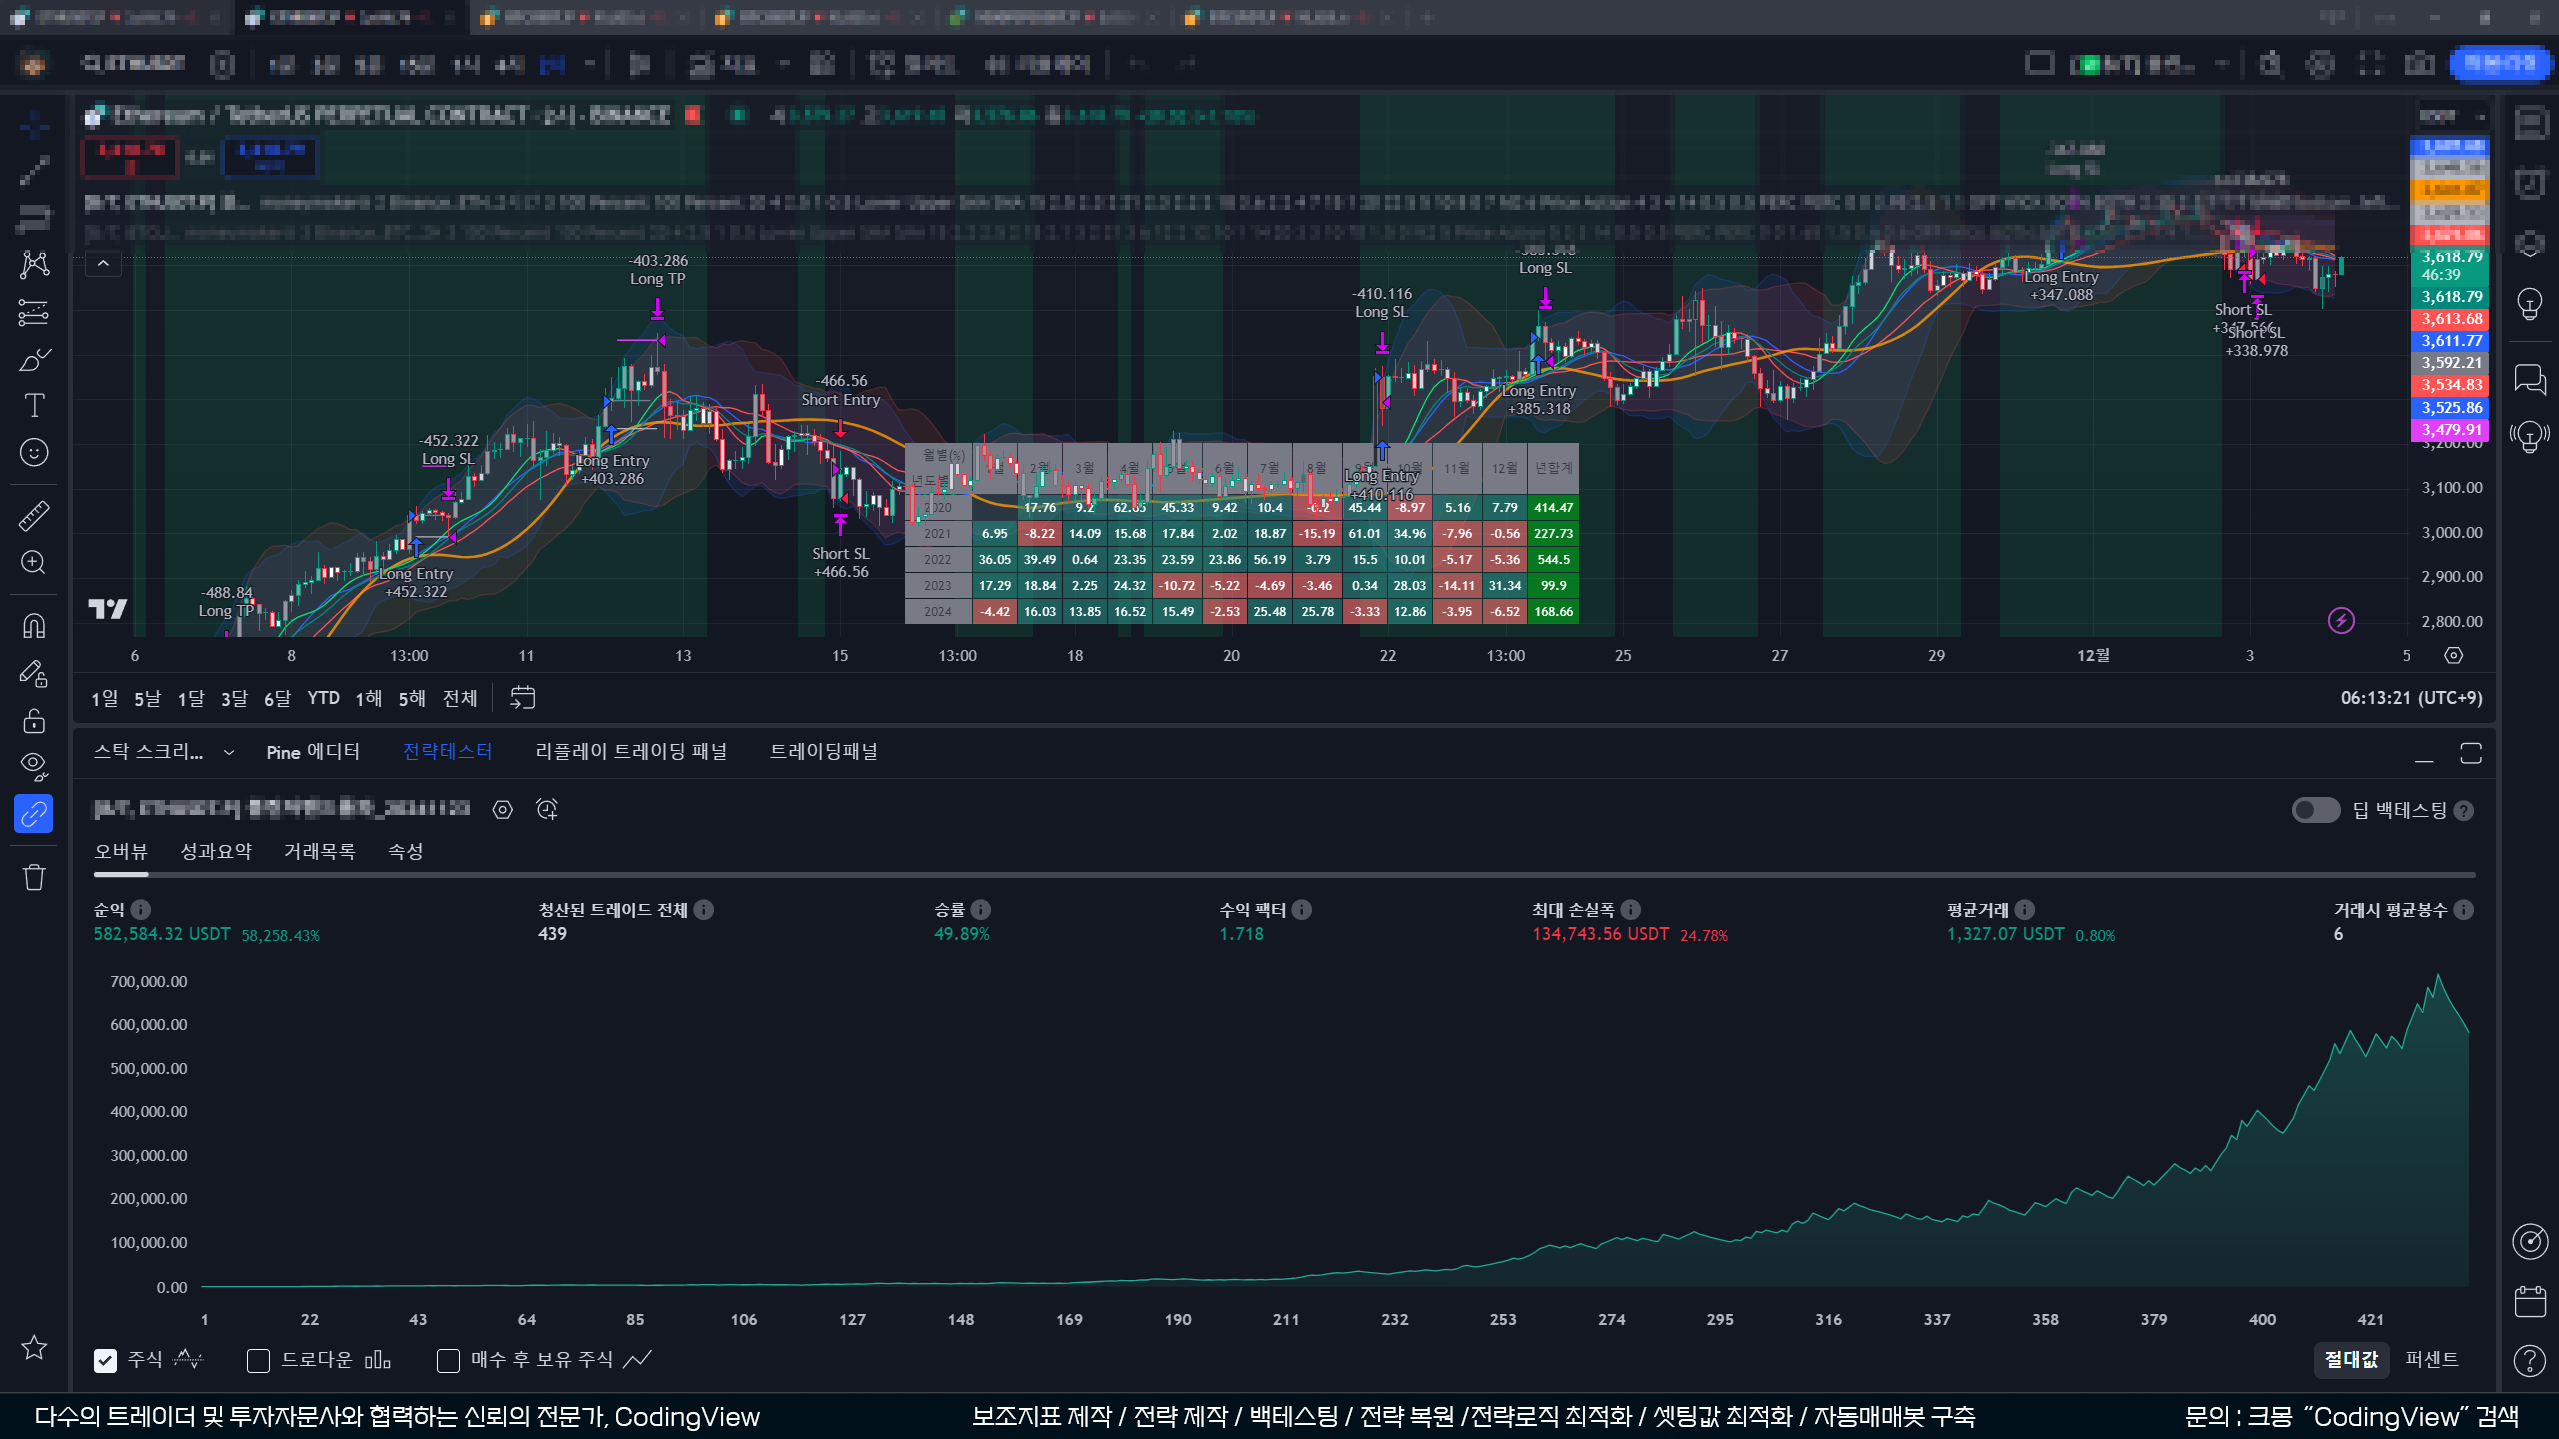 -403.286
Long TP
-452.322
Long SL
-488.84
Long TP
Long Entry
+452.322
Long Entry
+403.286
-466.56
Short Entry
Short SL
+466.56
-410.116
Long SL
Long Entry
+410.116
Long SL
Long Entry
+385.318
Long SL
Long Entry
+347.088
Short SL
Short SL
+338.978
3,618.79
46:39
3,618.79
3,613.68
3,611.77
3,592.21
3,534.83
3,525.86
3,479.91
3,200.00
3,100.00
3,000.00
2,900.00
2,800.00
월별(%) 2월 3월 4월 6월 7월 8월 10월 11월 12월 년합계
년도별
2020 17.76 9.2 62.65 45.33 9.42 10.4 -6.2 45.44 -8.97 5.16 7.79 414.47
2021 6.95 -8.22 14.09 15.68 17.84 2.02 18.87 -15.19 61.01 34.96 -7.96 -0.56 227.73
2022 36.05 39.49 0.64 23.35 23.59 23.86 56.19 3.79 15.5 10.01 -5.17 -5.36 544.5
2023 17.29 18.84 2.25 24.32 -10.72 -5.22 -4.69 -3.46 0.34 28.03 -14.11 31.34 99.9
2024 -4.42 16.03 13.85 16.52 15.49 -2.53 25.48 25.78 -3.33 12.86 -3.95 -6.52 168.66
6 8 13:00 11 13 15 13:00 18 20 22 13:00 25 27 29 12월 3 5
1일 5날 1달 3달 6달 YTD 1해 5해 전체
06:13:21 (UTC+9)
스탁 스크리... Pine 에디터 전략테스터 리플레이 트레이딩 패널 트레이딩패널
딥 백테스팅
오버뷰 성과요약 거래목록 속성
순익 청산된 트레이드 전체 승률 수익 팩터 최대 손실폭 평균거래 거래시 평균봉수
582,584.32 USDT 58,258.43% 439 49.89% 1.718 134,743.56 USDT 24.78% 1,327.07 USDT 0.80% 6
700,000.00
600,000.00
500,000.00
400,000.00
300,000.00
200,000.00
100,000.00
0.00
1 22 43 64 85 106 127 148 169 190 211 232 253 274 295 316 337 358 379 400 421
주식 드로다운 매수 후 보유 주식 절대값 퍼센트
다수의 트레이더 및 투자자문사와 협력하는 신뢰의 전문가, CodingView
보조지표 제작 / 전략 제작 / 백테스팅 / 전략 복원 /전략로직 최적화 / 셋팅값 최적화 / 자동매매봇 구축
문의 : 크몽 “CodingView” 검색